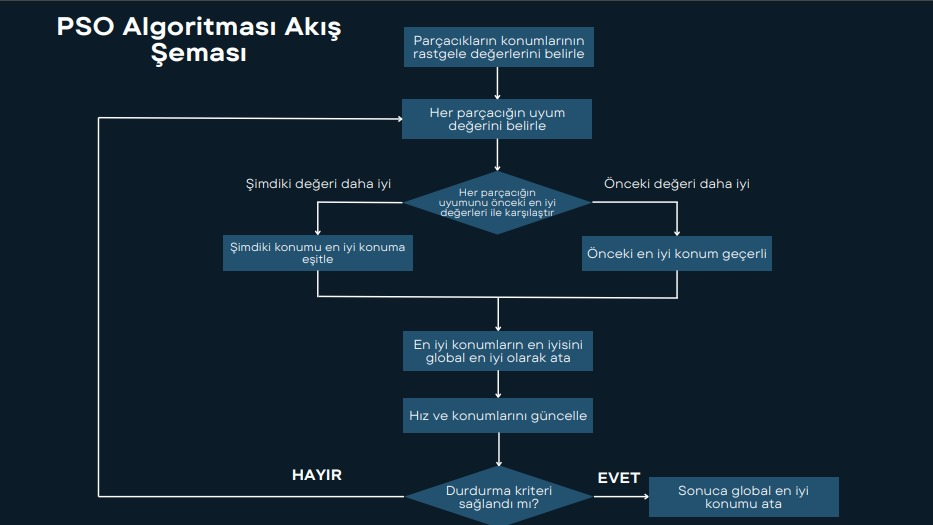 PSO Algoritması Akış
Şeması
Parçacıkların konumlarının
rastgele değerlerini belirle
Her parçacığın uyum
değerini belirle
Şimdiki değeri daha iyi
Her parçacığın
uyumunu önceki en iyi
değerleri ile karşılaştır
Önceki değeri daha iyi
Şimdiki konumu en iyi konuma
eşitle
Önceki en iyi konum geçerli
En iyi konumların en iyisini
global en iyi olarak ata
Hız ve konumlarını güncelle
HAYIR
Durdurma kriteri
sağlandı mı?
EVET
Sonuca global en iyi
konumu ata